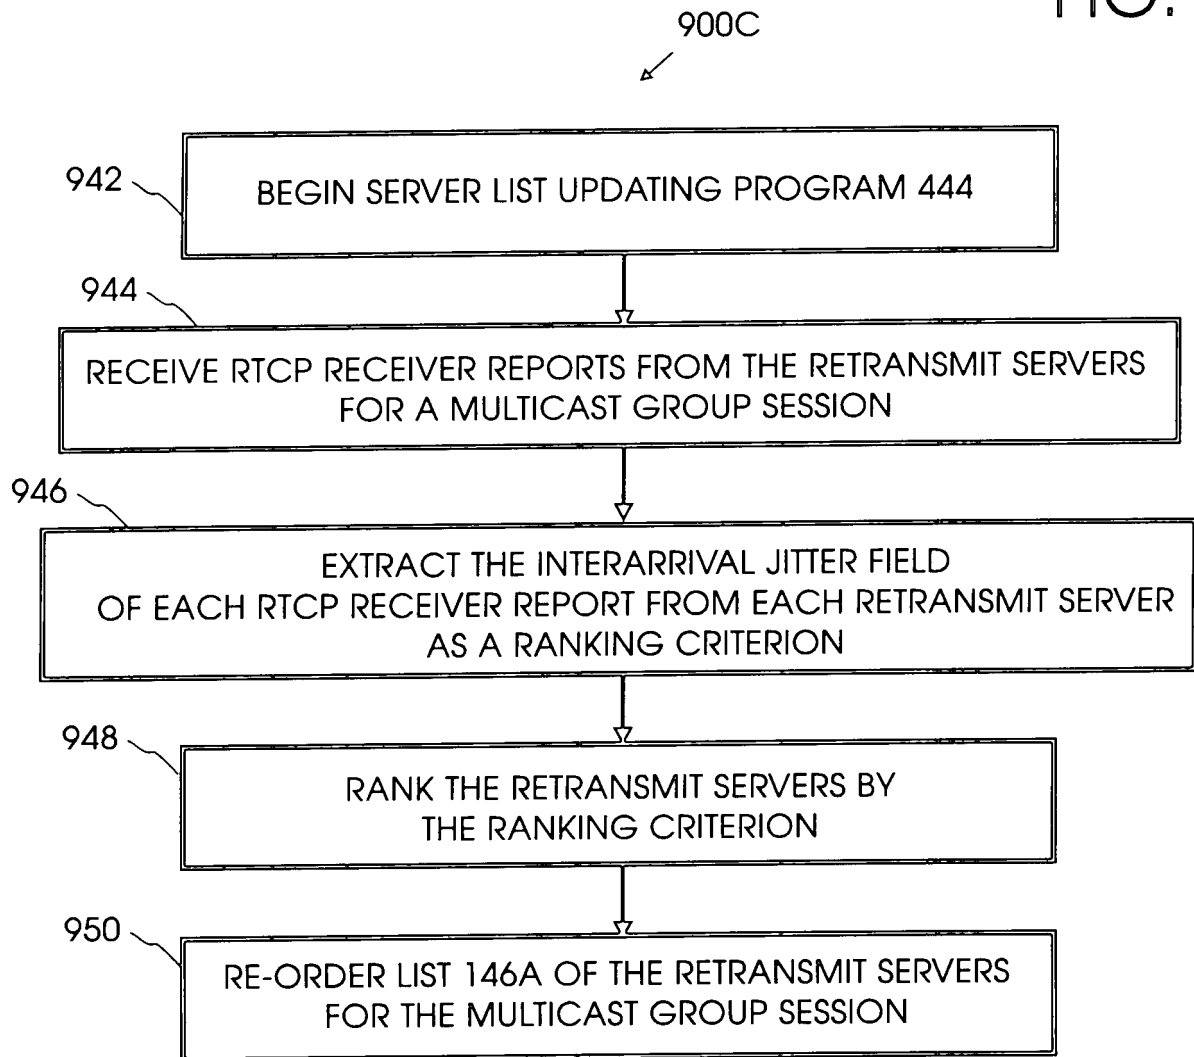 FIG.
900C
942
BEGIN SERVER LIST UPDATING PROGRAM 444
944
RECEIVE RTCP RECEIVER REPORTS FROM THE RETRANSMIT SERVERS
FOR A MULTICAST GROUP SESSION
946
EXTRACT THE INTERARRIVAL JITTER FIELD
OF EACH RTCP RECEIVER REPORT FROM EACH RETRANSMIT SERVER
AS A RANKING CRITERION
948
RANK THE RETRANSMIT SERVERS BY
THE RANKING CRITERION
950
RE-ORDER LIST 146A OF THE RETRANSMIT SERVERS
FOR THE MULTICAST GROUP SESSION